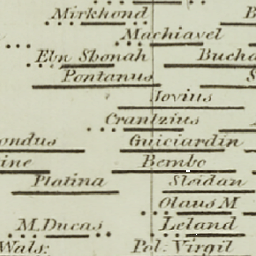 Mirkhond B
Machiavel
Ebn Shonah Bucha
Pontanus S
Jovius
Crantzius
ondus Guiciardin
ine Bembo
Platina Sleidan
Olaus M
M. Ducas Leland
Wals: Pol. Virgil